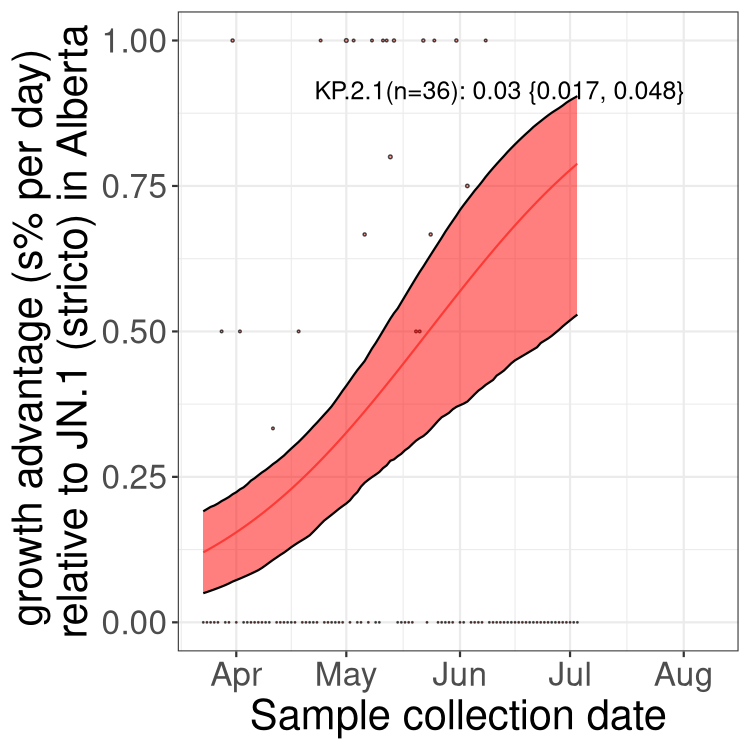 growth advantage (s% per day)
relative to JN.1 (stricto) in Alberta
1.00
0.75
0.50
0.25
0.00
KP.2.1(n=36): 0.03 {0.017, 0.048}
Apr May Jun Jul Aug
Sample collection date